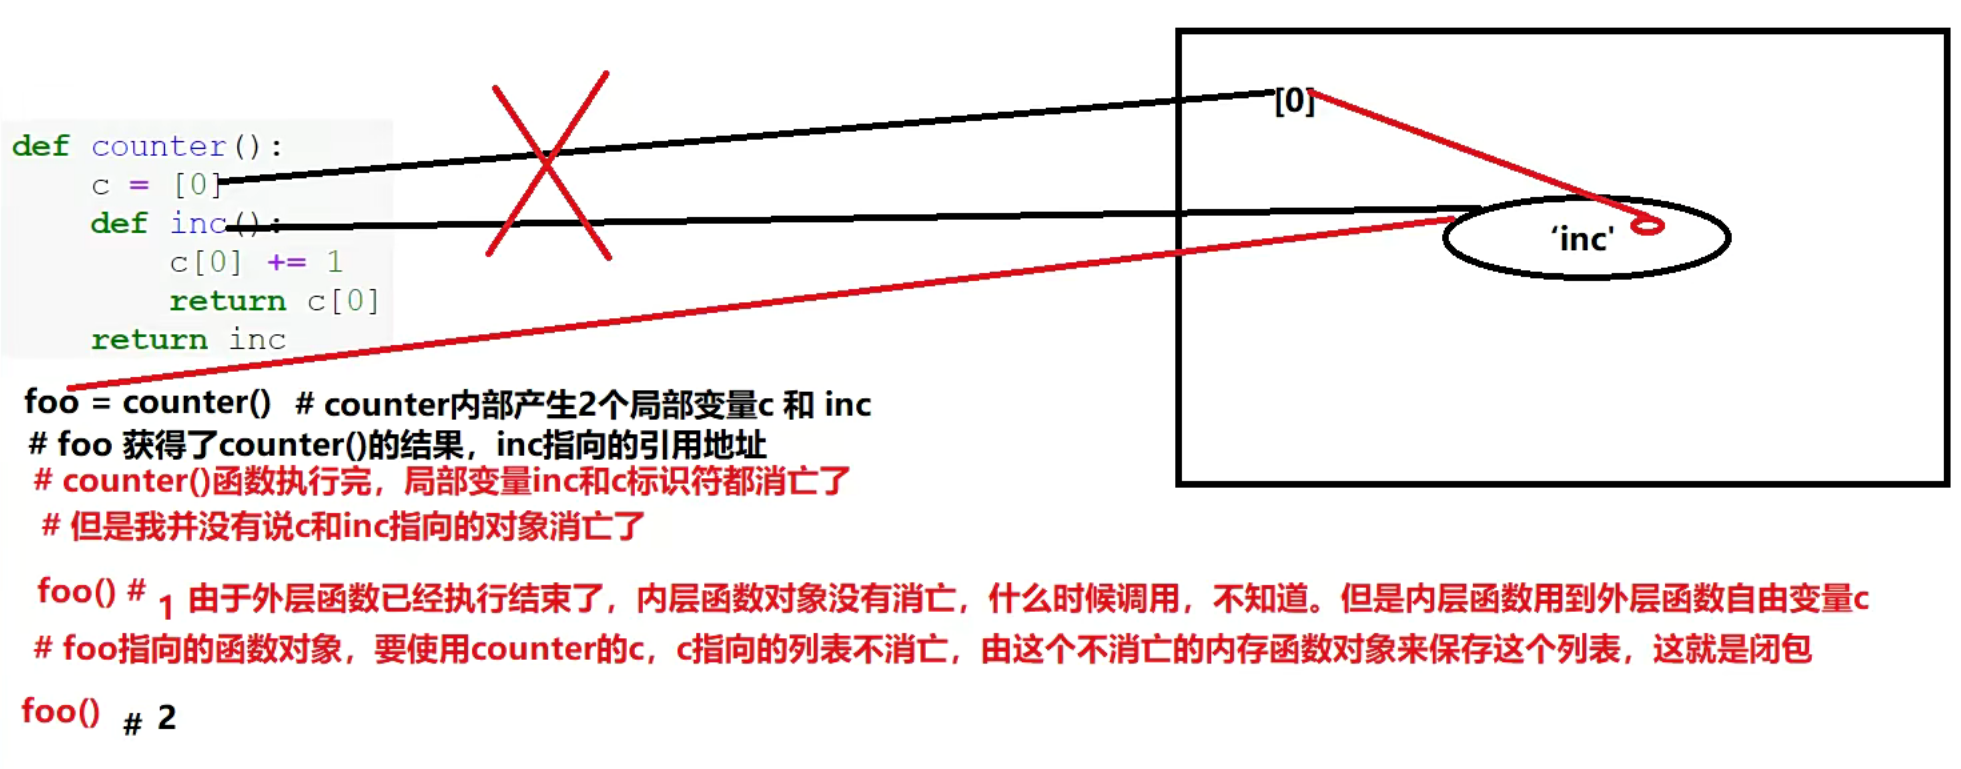 [0]
def counter():
    c = [0]
    def inc():
        c[0] += 1
        return c[0]
    return inc
‘inc'
foo = counter() # counter内部产生2个局部变量c 和 inc
# foo 获得了counter()的结果，inc指向的引用地址
# counter()函数执行完，局部变量inc和c标识符都消亡了
# 但是我并没有说c和inc指向的对象消亡了
foo() # 1 由于外层函数已经执行结束了，内层函数对象没有消亡，什么时候调用，不知道。但是内层函数用到外层函数自由变量c
# foo指向的函数对象，要使用counter的c，c指向的列表不消亡，由这个不消亡的内存函数对象来保存这个列表，这就是闭包
foo() # 2